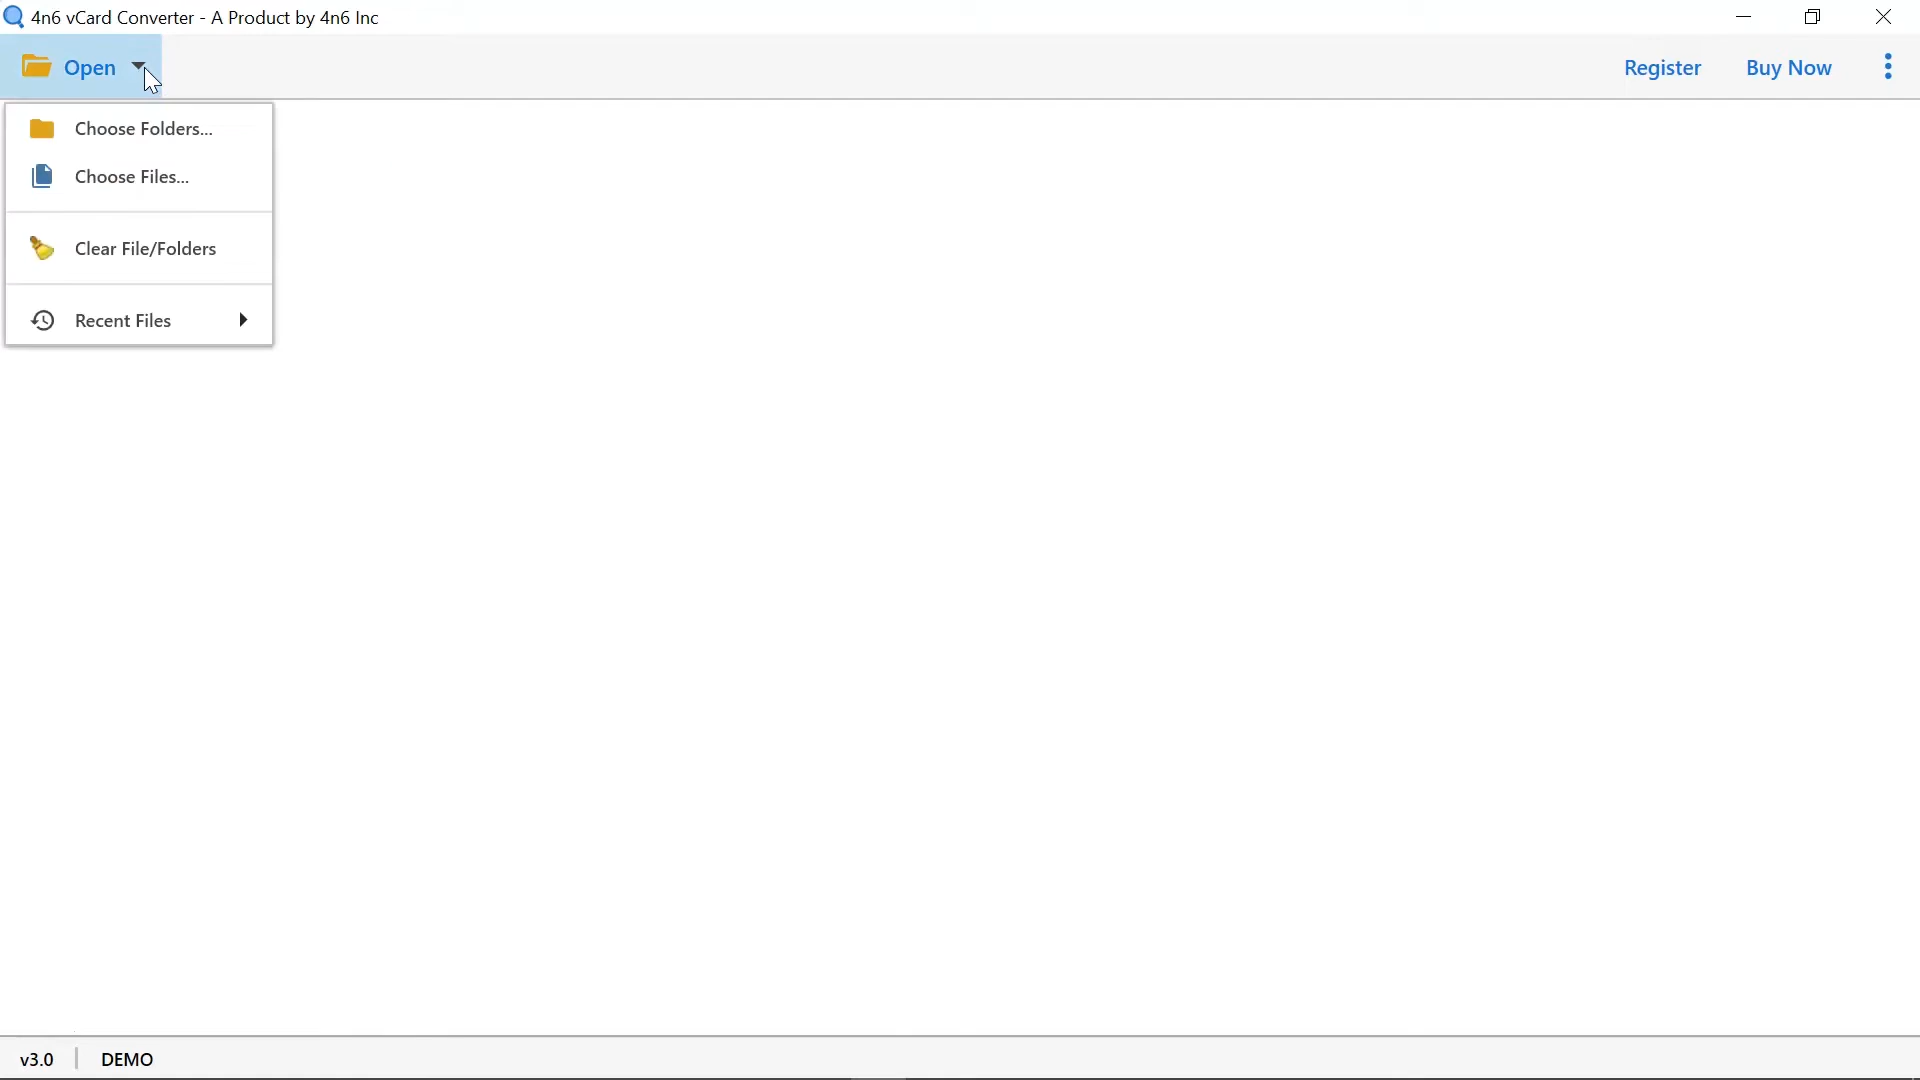 4n6 vCard Converter - A Product by 4n6 Inc
Open
Register
Buy Now
Choose Folders...
Choose Files...
Clear File/Folders
Recent Files
v3.0
DEMO